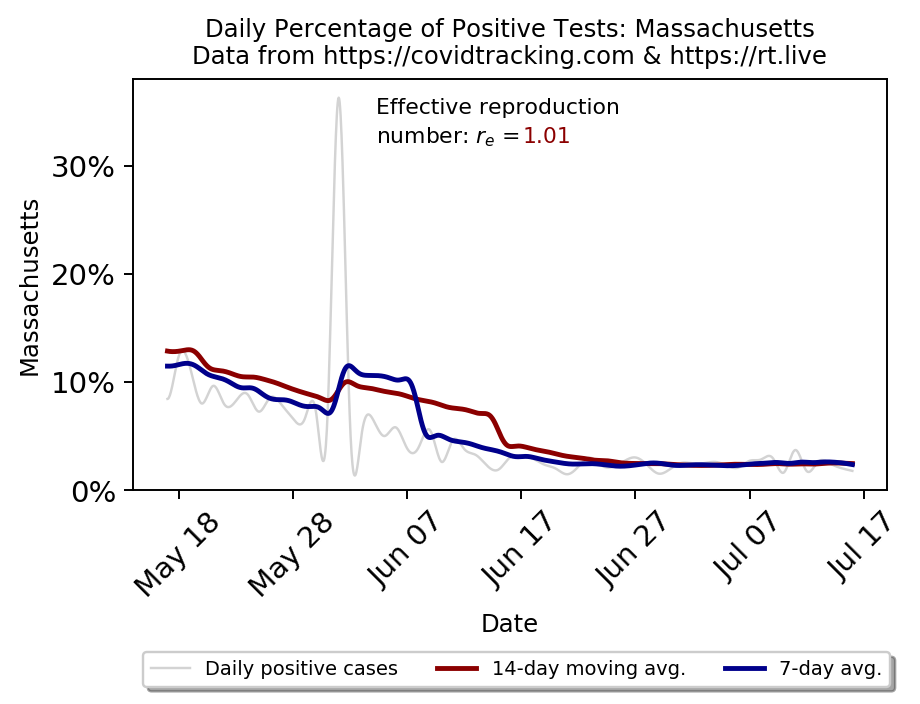 Daily Percentage of Positive Tests: Massachusetts
Data from https://covidtracking.com & https://rt.live
Effective reproduction
number: rₑ =1.01
Massachusetts
30%
20%
10%
0%
May 18
May 28
Jun 07
Jun 17
Jun 27
Jul 07
Jul 17
Date
Daily positive cases
14-day moving avg.
7-day avg.